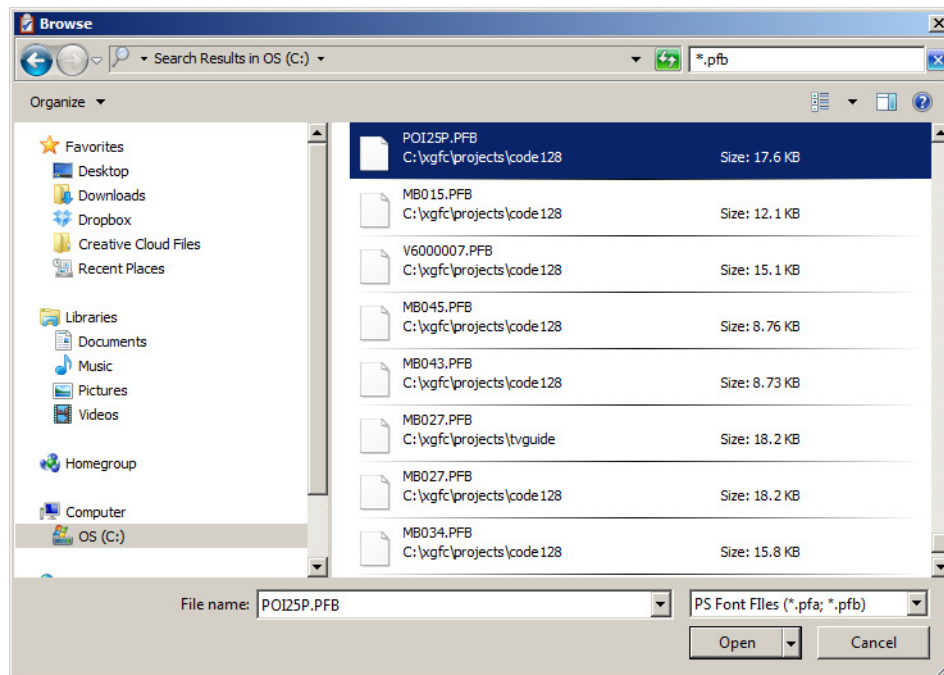 Browse
Search Results in OS (C:)
*.pfb
Organize
Favorites
Desktop
Downloads
Dropbox
Creative Cloud Files
Recent Places
Libraries
Documents
Music
Pictures
Videos
Homegroup
Computer
OS (C:)
POI25P.PFB
C:\xgfc\projects\code128 Size: 17.6 KB
MB015.PFB
C:\xgfc\projects\code128 Size: 12.1 KB
V6000007.PFB
C:\xgfc\projects\code128 Size: 15.1 KB
MB045.PFB
C:\xgfc\projects\code128 Size: 8.76 KB
MB043.PFB
C:\xgfc\projects\code128 Size: 8.73 KB
MB027.PFB
C:\xgfc\projects\tvguide Size: 18.2 KB
MB027.PFB
C:\xgfc\projects\code128 Size: 18.2 KB
MB034.PFB
C:\xgfc\projects\code128 Size: 15.8 KB
File name: POI25P.PFB PS Font FIles (*.pfa; *.pfb)
Open Cancel